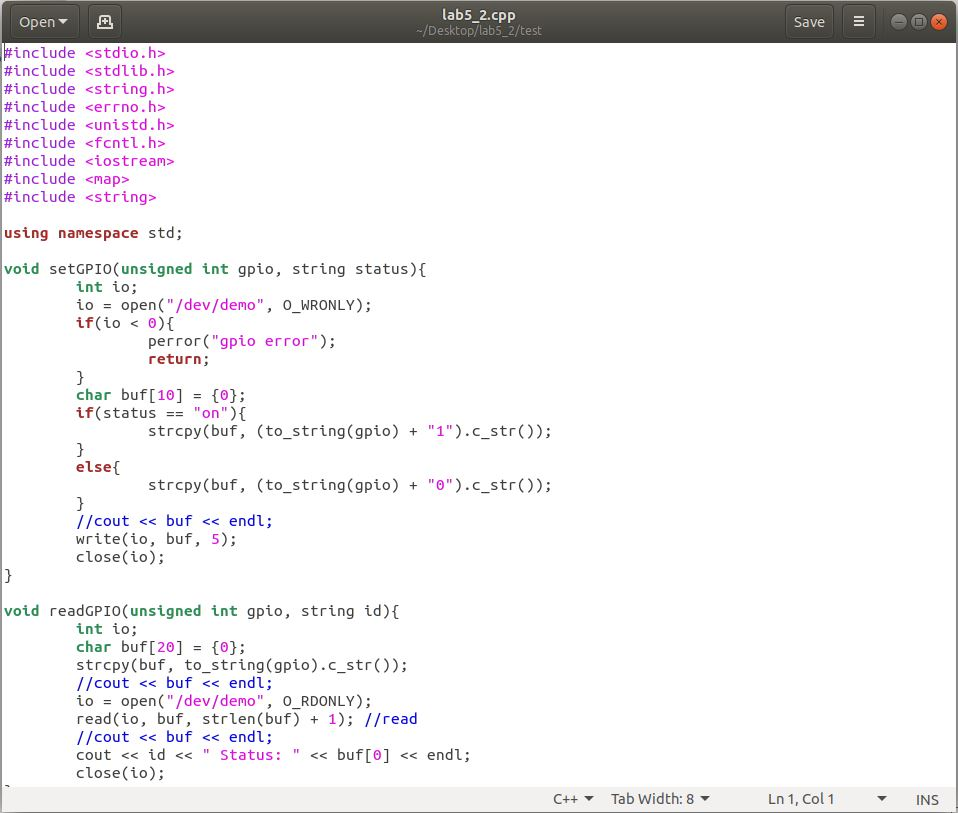 Open
lab5_2.cpp
~/Desktop/lab5_2/test
Save
#include <stdio.h>
#include <stdlib.h>
#include <string.h>
#include <errno.h>
#include <unistd.h>
#include <fcntl.h>
#include <iostream>
#include <map>
#include <string>

using namespace std;

void setGPIO(unsigned int gpio, string status){
        int io;
        io = open("/dev/demo", O_WRONLY);
        if(io < 0){
                perror("gpio error");
                return;
        }
        char buf[10] = {0};
        if(status == "on"){
                strcpy(buf, (to_string(gpio) + "1").c_str());
        }
        else{
                strcpy(buf, (to_string(gpio) + "0").c_str());
        }
        //cout << buf << endl;
        write(io, buf, 5);
        close(io);
}

void readGPIO(unsigned int gpio, string id){
        int io;
        char buf[20] = {0};
        strcpy(buf, to_string(gpio).c_str());
        //cout << buf << endl;
        io = open("/dev/demo", O_RDONLY);
        read(io, buf, strlen(buf) + 1); //read
        //cout << buf << endl;
        cout << id << " Status: " << buf[0] << endl;
        close(io);
C++ Tab Width: 8 Ln 1, Col 1 INS